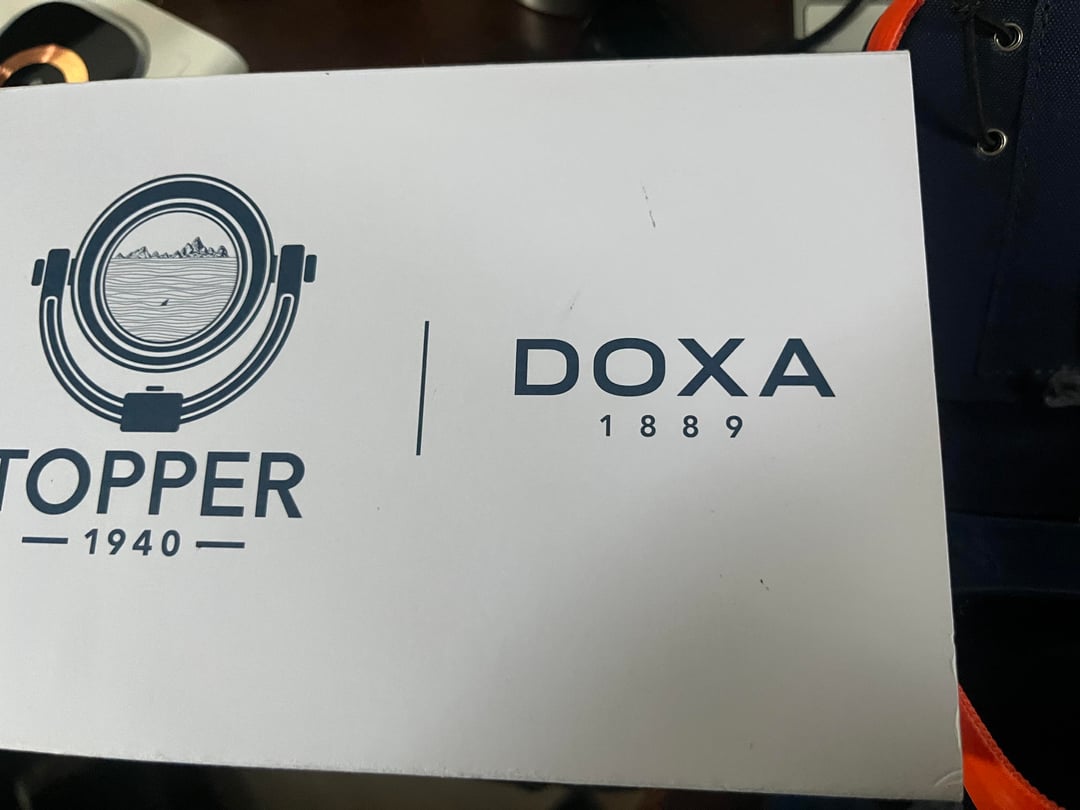 TOPPER
— 1940 —
DOXA
1889